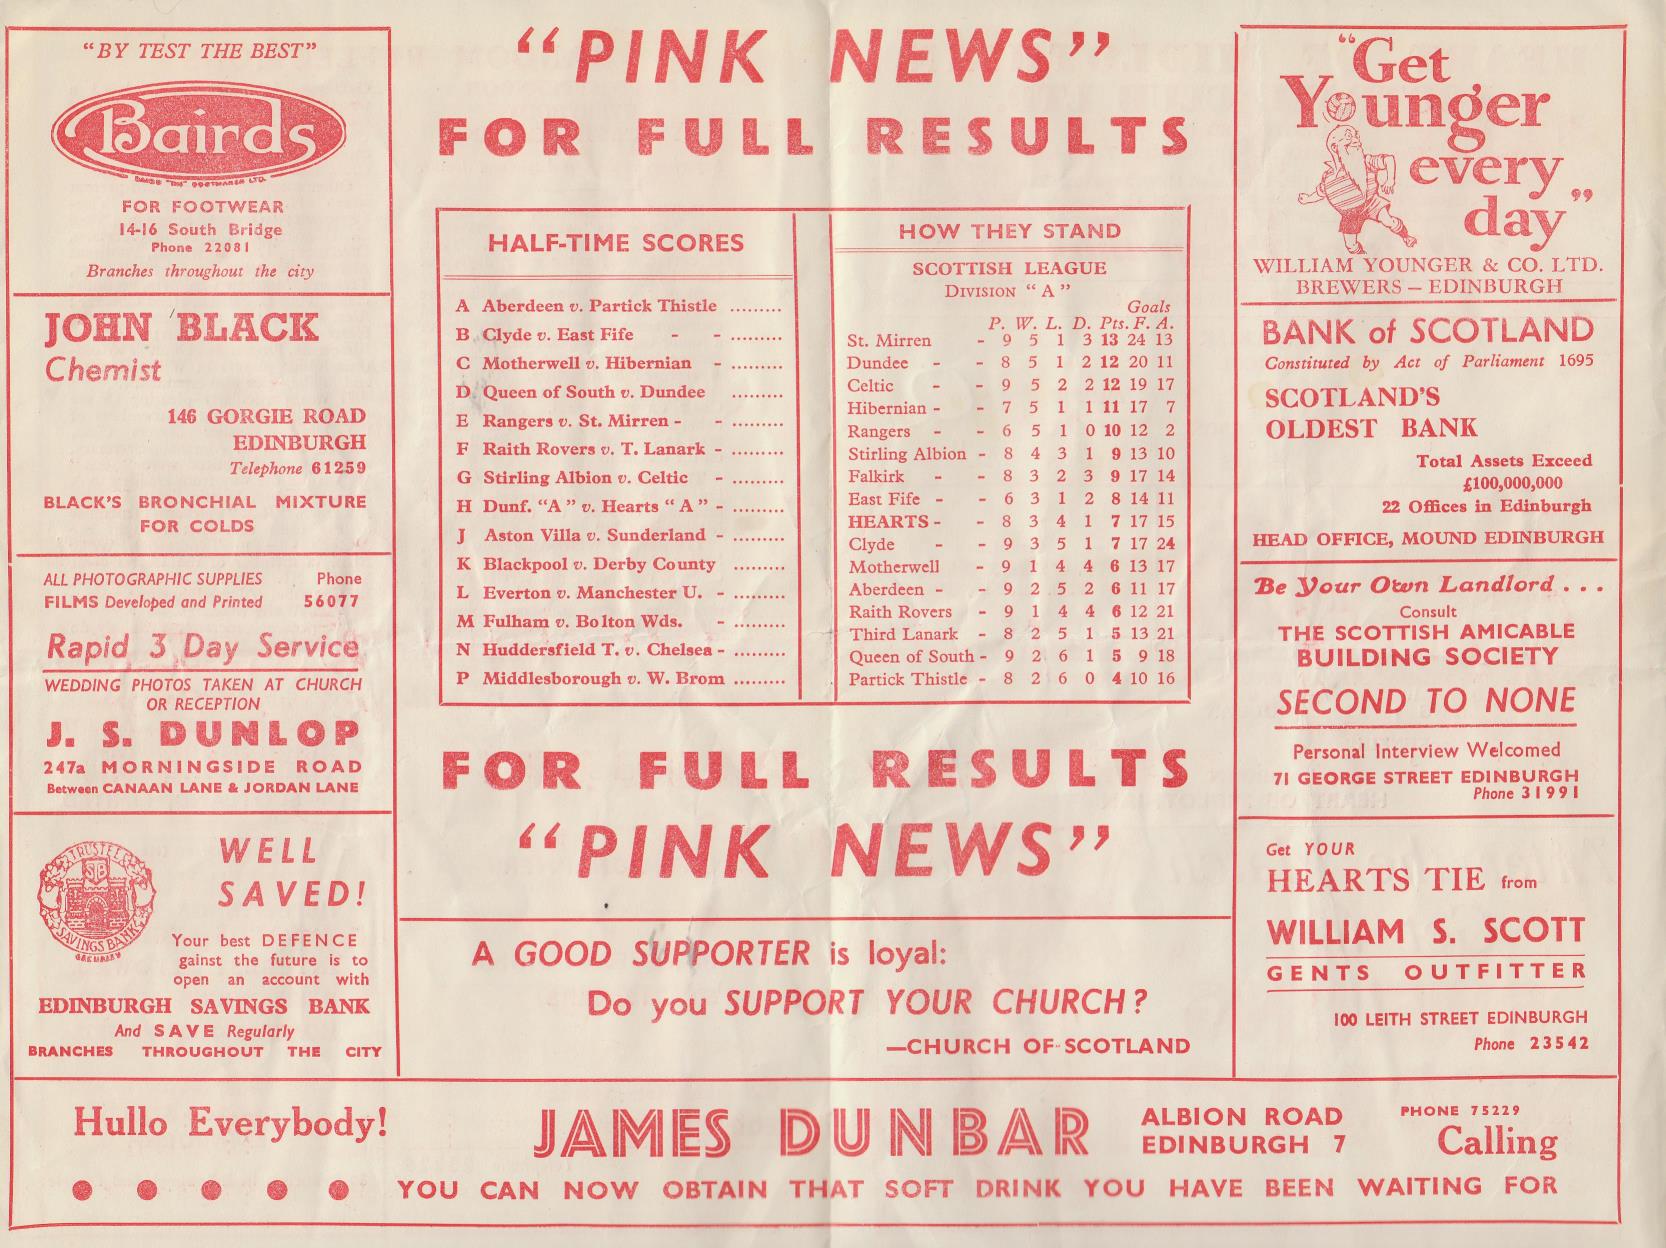 "BY TEST THE BEST"
Bairds
FOR FOOTWEAR
14-16 South Bridge
Phone 22081
Branches throughout the city
JOHN BLACK
Chemist
146 GORGIE ROAD
EDINBURGH
Telephone 61259
BLACK'S BRONCHIAL MIXTURE
FOR COLDS
ALL PHOTOGRAPHIC SUPPLIES Phone
FILMS Developed and Printed 56077
Rapid 3 Day Service
WEDDING PHOTOS TAKEN AT CHURCH
OR RECEPTION
J. S. DUNLOP
247a MORNINGSIDE ROAD
Between CANAAN LANE & JORDAN LANE
TRUSTEE
SB
SAVINGS BANK
WELL
SAVED!
Your best DEFENCE
gainst the future is to
open an account with
EDINBURGH SAVINGS BANK
And SAVE Regularly
BRANCHES THROUGHOUT THE CITY
"PINK NEWS"
FOR FULL RESULTS
HALF-TIME SCORES
A Aberdeen v. Partick Thistle .........
B Clyde v. East Fife - - .........
C Motherwell v. Hibernian - .........
D Queen of South v. Dundee .........
E Rangers v. St. Mirren - - .........
F Raith Rovers v. T. Lanark - .........
G Stirling Albion v. Celtic - .........
H Dunf. "A" v. Hearts "A" - .........
J Aston Villa v. Sunderland - .........
K Blackpool v. Derby County .........
L Everton v. Manchester U. - .........
M Fulham v. Bolton Wds. - .........
N Huddersfield T. v. Chelsea - .........
P Middlesborough v. W. Brom .........
HOW THEY STAND
SCOTTISH LEAGUE
DIVISION "A"
Goals
P. W. L. D. Pts. F. A.
St. Mirren - 9 5 1 3 13 24 13
Dundee - - 8 5 1 2 12 20 11
Celtic - - 9 5 2 2 12 19 17
Hibernian - - 7 5 1 1 11 17 7
Rangers - - 6 5 1 0 10 12 2
Stirling Albion - 8 4 3 1 9 13 10
Falkirk - - 8 3 2 3 9 17 14
East Fife - - 6 3 1 2 8 14 11
HEARTS - - 8 3 4 1 7 17 15
Clyde - - 9 3 5 1 7 17 24
Motherwell - 9 1 4 4 6 13 17
Aberdeen - - 9 2 5 2 6 11 17
Raith Rovers - 9 1 4 4 6 12 21
Third Lanark - 8 2 5 1 5 13 21
Queen of South - 9 2 6 1 5 9 18
Partick Thistle - 8 2 6 0 4 10 16
FOR FULL RESULTS
"PINK NEWS"
A GOOD SUPPORTER is loyal:
Do you SUPPORT YOUR CHURCH?
—CHURCH OF SCOTLAND
"Get
Younger
every
day"
WILLIAM YOUNGER & CO. LTD.
BREWERS — EDINBURGH
BANK of SCOTLAND
Constituted by Act of Parliament 1695
SCOTLAND'S
OLDEST BANK
Total Assets Exceed
£100,000,000
22 Offices in Edinburgh
HEAD OFFICE, MOUND EDINBURGH
Be Your Own Landlord . . .
Consult
THE SCOTTISH AMICABLE
BUILDING SOCIETY
SECOND TO NONE
Personal Interview Welcomed
71 GEORGE STREET EDINBURGH
Phone 31991
Get YOUR
HEARTS TIE from
WILLIAM S. SCOTT
GENTS OUTFITTER
100 LEITH STREET EDINBURGH
Phone 23542
Hullo Everybody! JAMES DUNBAR ALBION ROAD EDINBURGH 7 PHONE 75229 Calling
YOU CAN NOW OBTAIN THAT SOFT DRINK YOU HAVE BEEN WAITING FOR